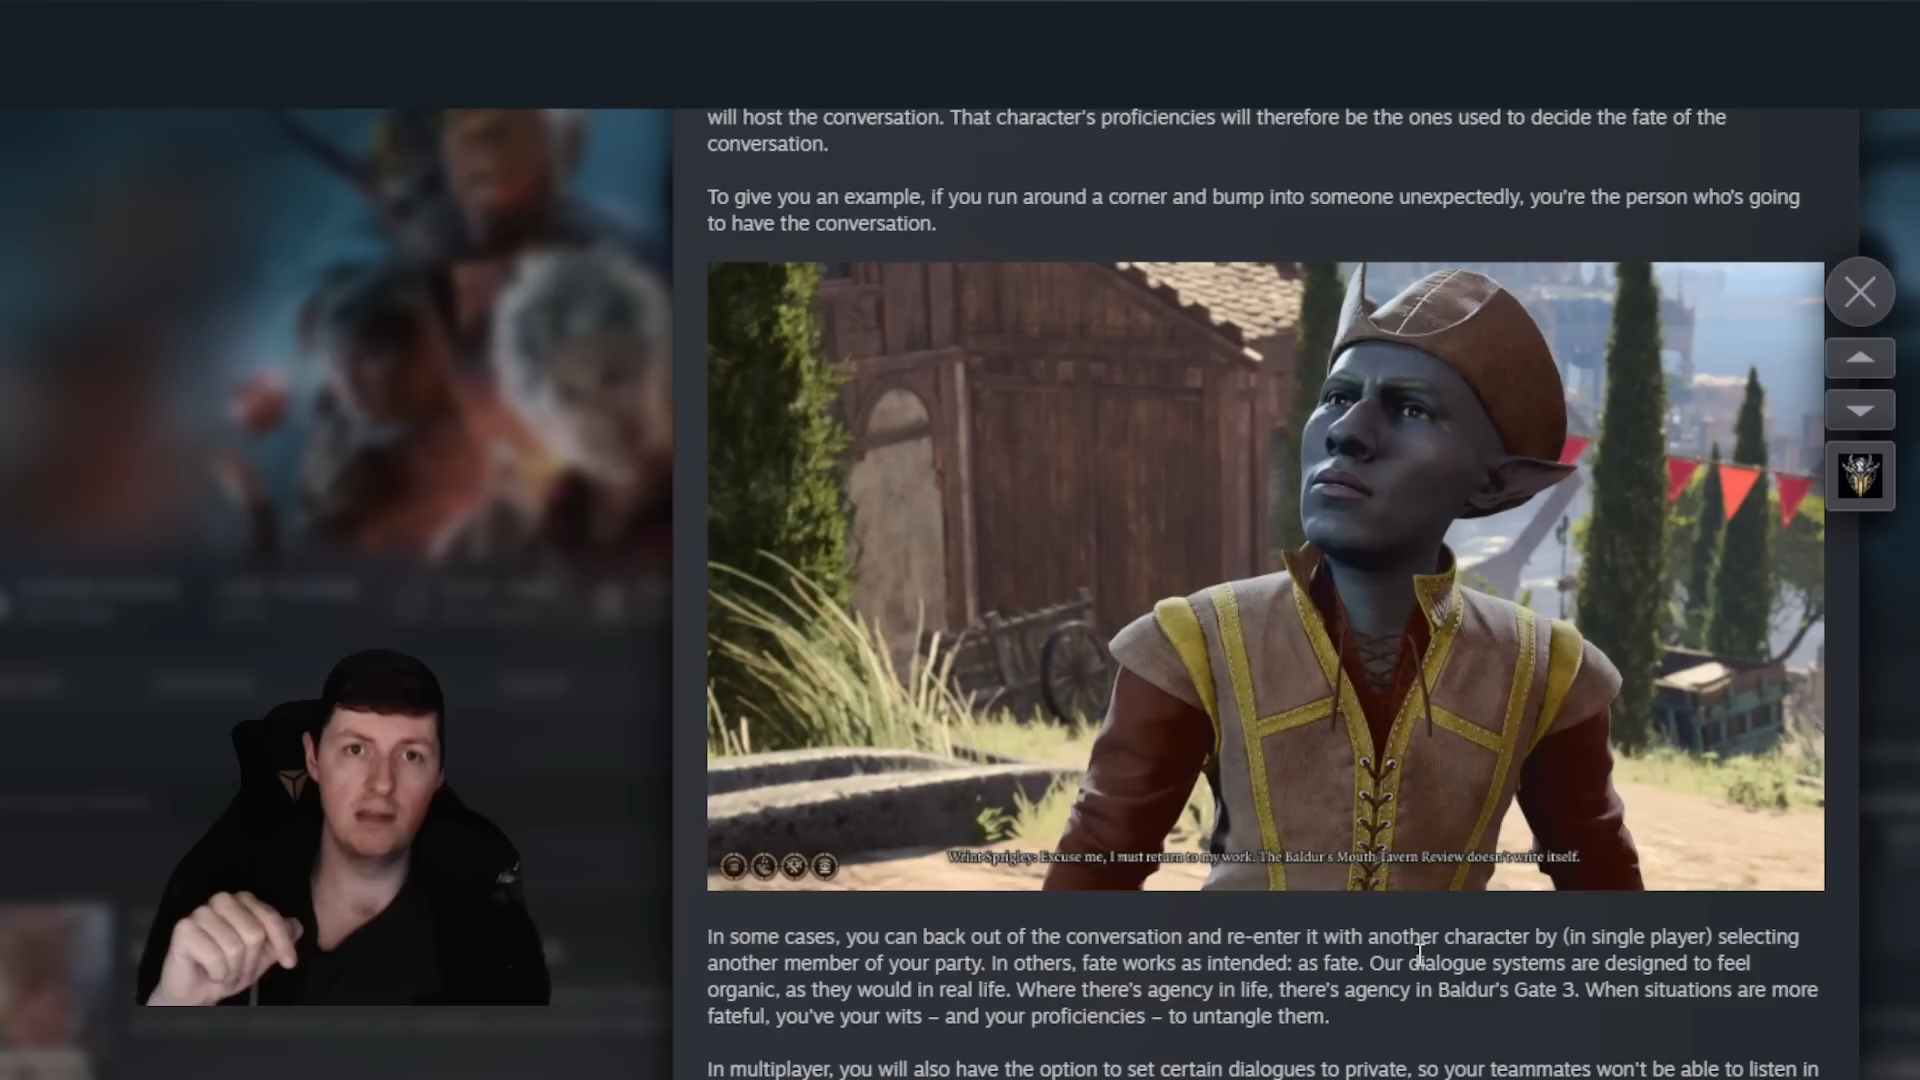 will host the conversation. That character's proficiencies will therefore be the ones used to decide the fate of the
conversation.
To give you an example, if you run around a corner and bump into someone unexpectedly, you're the person who's going
to have the conversation.
Wrint Sprigley: Excuse me, I must return to my work. The Baldur's Mouth Tavern Review doesn't write itself.
In some cases, you can back out of the conversation and re-enter it with another character by (in single player) selecting
another member of your party. In others, fate works as intended: as fate. Our dialogue systems are designed to feel
organic, as they would in real life. Where there's agency in life, there's agency in Baldur's Gate 3. When situations are more
fateful, you've your wits – and your proficiencies – to untangle them.
In multiplayer, you will also have the option to set certain dialogues to private, so your teammates won't be able to listen in